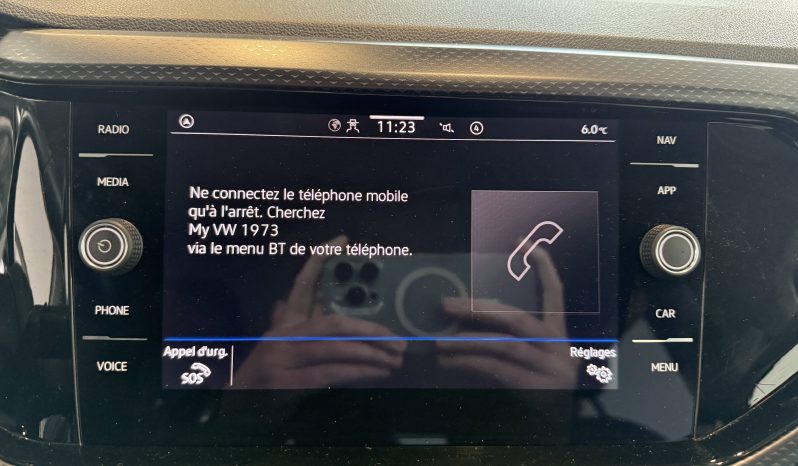 RADIO
MEDIA
PHONE
VOICE
11:23
4
6.0°C
Ne connectez le téléphone mobile
qu'à l'arrêt. Cherchez
My VW 1973
via le menu BT de votre téléphone.
Appel d'urg.
SOS
Réglages
NAV
APP
CAR
MENU